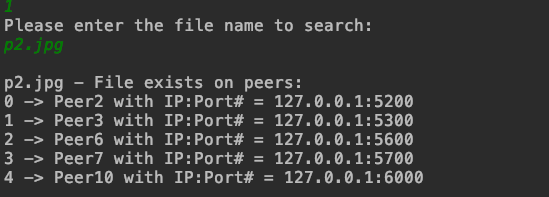 1
Please enter the file name to search:
p2.jpg
p2.jpg – File exists on peers:
0 -> Peer2 with IP:Port# = 127.0.0.1:5200
1 -> Peer3 with IP:Port# = 127.0.0.1:5300
2 -> Peer6 with IP:Port# = 127.0.0.1:5600
3 -> Peer7 with IP:Port# = 127.0.0.1:5700
4 -> Peer10 with IP:Port# = 127.0.0.1:6000